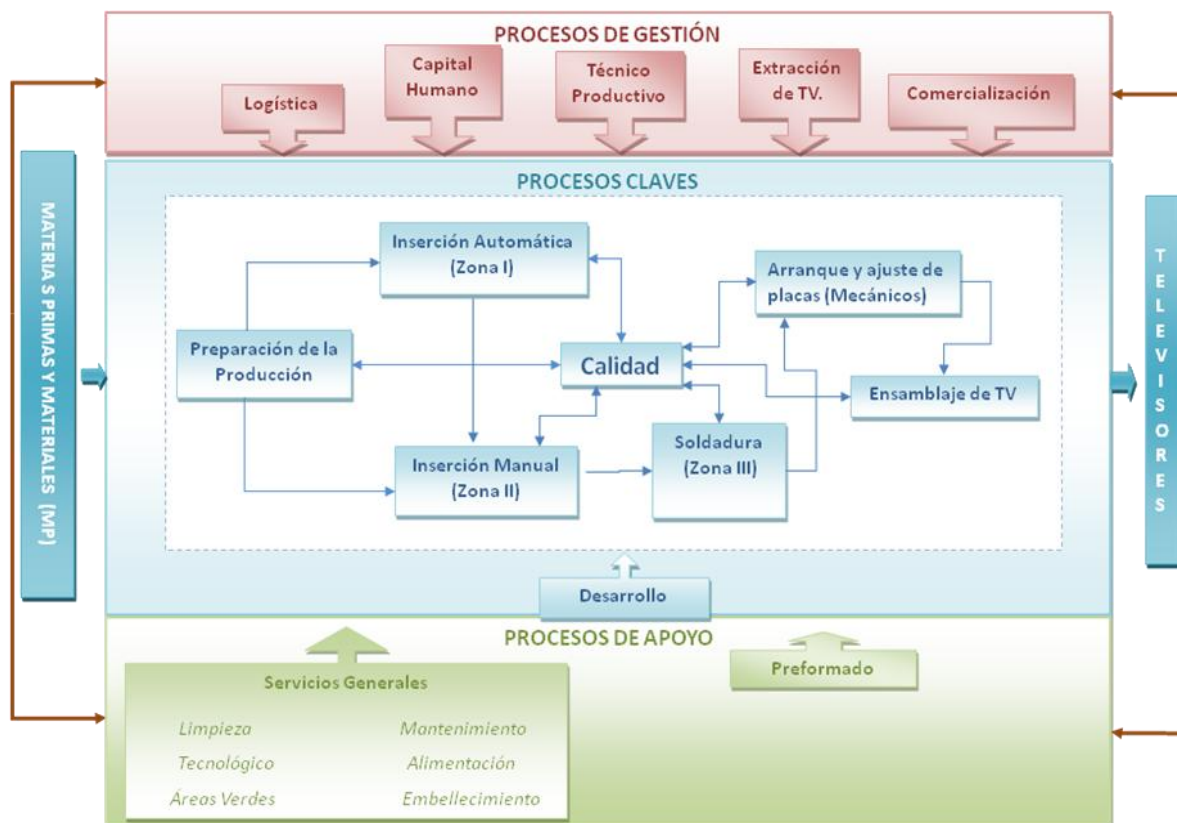 PROCESOS DE GESTIÓN
Logística
Capital
Humano
Técnico
Productivo
Extracción
de TV.
Comercialización
MATERIAS PRIMAS Y MATERIALES (MP)
PROCESOS CLAVES
Inserción Automática
(Zona I)
Arranque y ajuste de
placas (Mecánicos)
Preparación de la
Producción
Calidad
Ensamblaje de TV
Inserción Manual
(Zona II)
Soldadura
(Zona III)
Desarrollo
TELEVISORES
PROCESOS DE APOYO
Servicios Generales
Limpieza
Mantenimiento
Tecnológico
Alimentación
Áreas Verdes
Embellecimiento
Preformado